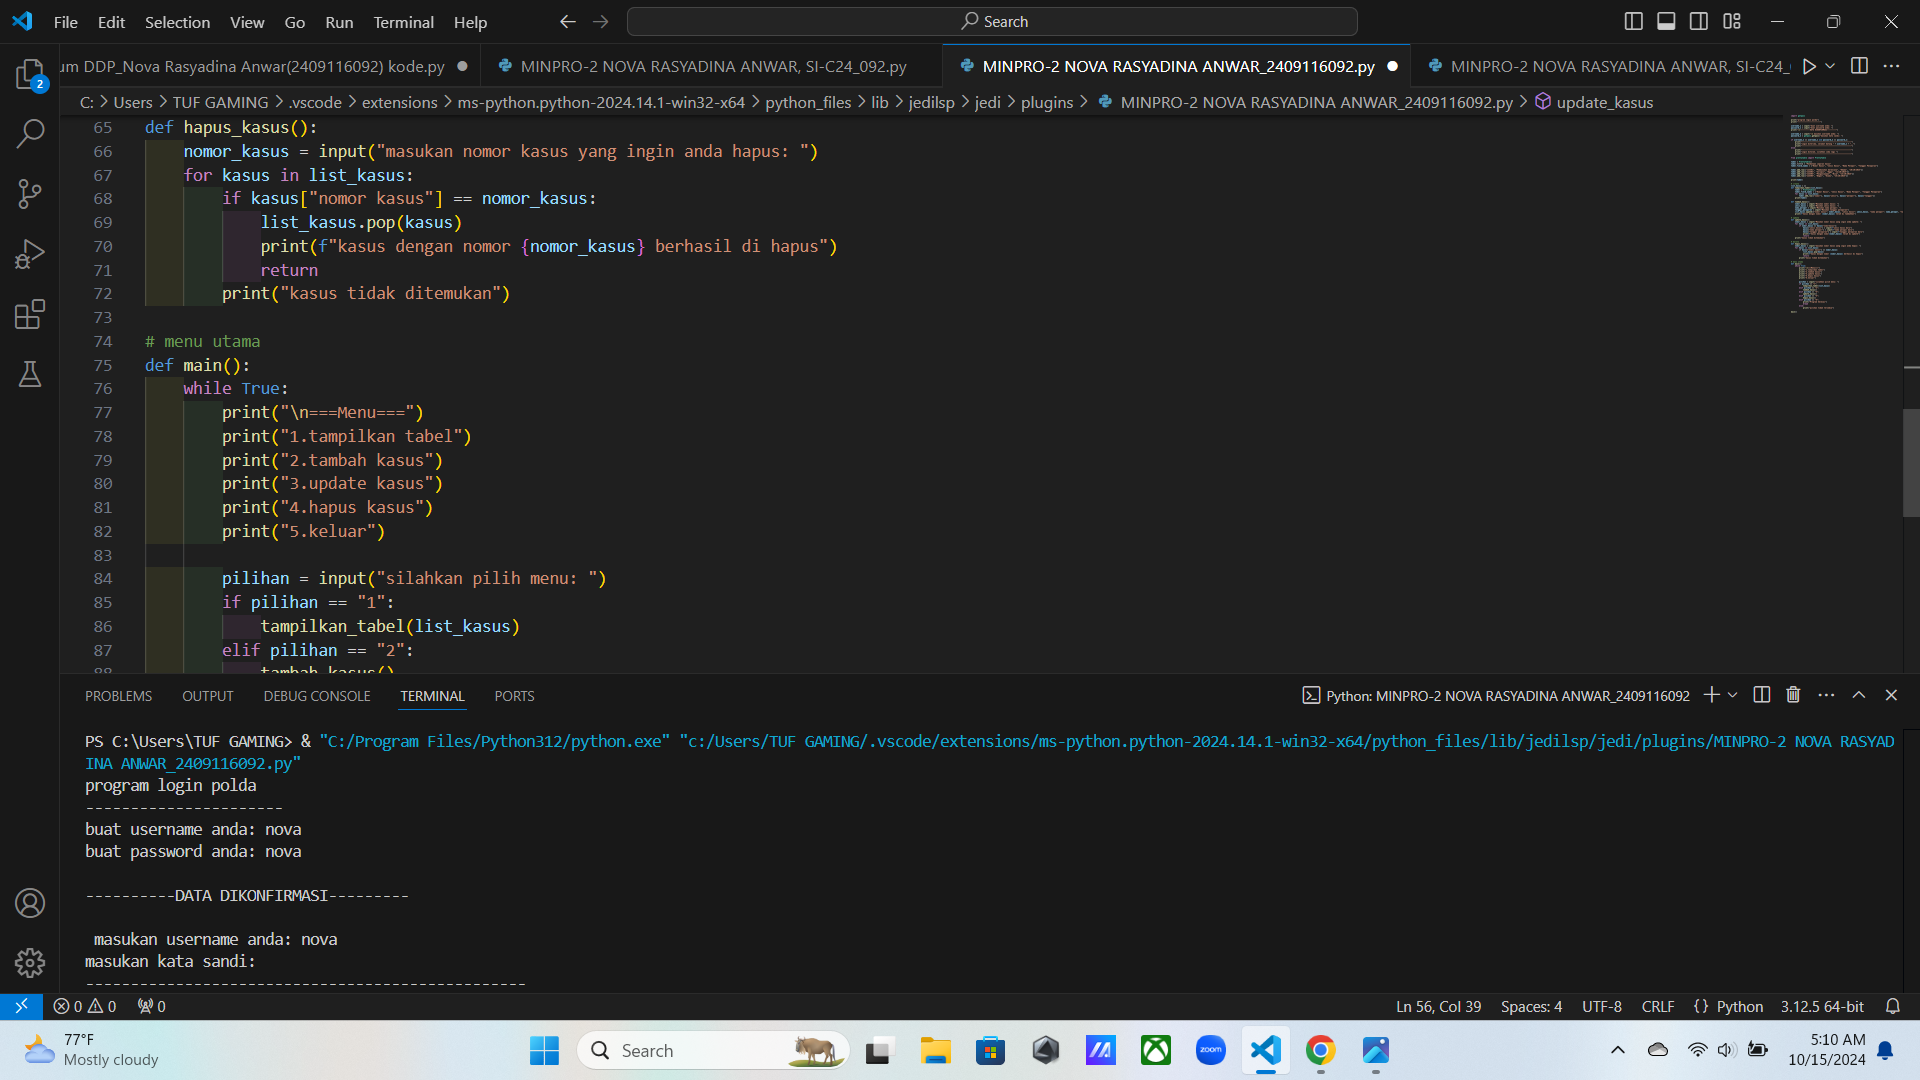 File Edit Selection View Go Run Terminal Help Search
um DDP_Nova Rasyadina Anwar(2409116092) kode.py MINPRO-2 NOVA RASYADINA ANWAR, SI-C24_092.py MINPRO-2 NOVA RASYADINA ANWAR_2409116092.py MINPRO-2 NOVA RASYADINA ANWAR, SI-C24_
2
C: > Users > TUF GAMING > .vscode > extensions > ms-python.python-2024.14.1-win32-x64 > python_files > lib > jedilsp > jedi > plugins > MINPRO-2 NOVA RASYADINA ANWAR_2409116092.py > update_kasus
65 def hapus_kasus():
66 nomor_kasus = input("masukan nomor kasus yang ingin anda hapus: ")
67 for kasus in list_kasus:
68 if kasus["nomor kasus"] == nomor_kasus:
69 list_kasus.pop(kasus)
70 print(f"kasus dengan nomor {nomor_kasus} berhasil di hapus")
71 return
72 print("kasus tidak ditemukan")
73
74 # menu utama
75 def main():
76 while True:
77 print("\n===Menu===")
78 print("1.tampilkan tabel")
79 print("2.tambah kasus")
80 print("3.update kasus")
81 print("4.hapus kasus")
82 print("5.keluar")
83
84 pilihan = input("silahkan pilih menu: ")
85 if pilihan == "1":
86 tampilkan_tabel(list_kasus)
87 elif pilihan == "2":
88 tambah_kasus()
PROBLEMS OUTPUT DEBUG CONSOLE TERMINAL PORTS Python: MINPRO-2 NOVA RASYADINA ANWAR_2409116092
PS C:\Users\TUF GAMING> & "C:/Program Files/Python312/python.exe" "c:/Users/TUF GAMING/.vscode/extensions/ms-python.python-2024.14.1-win32-x64/python_files/lib/jedilsp/jedi/plugins/MINPRO-2 NOVA RASYAD
INA ANWAR_2409116092.py"
program login polda
----------------------
buat username anda: nova
buat password anda: nova
----------DATA DIKONFIRMASI---------
masukan username anda: nova
masukan kata sandi:
-------------------------------------------------
0 0 0 Ln 56, Col 39 Spaces: 4 UTF-8 CRLF {} Python 3.12.5 64-bit
77°F
Mostly cloudy
Search
zoom
5:10 AM
10/15/2024